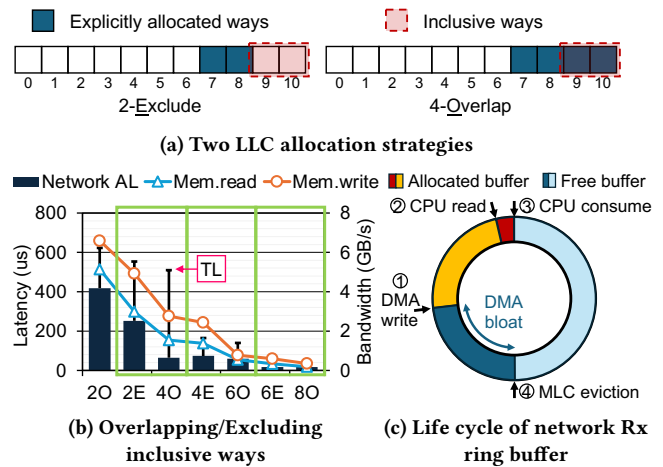 Explicitly allocated ways Inclusive ways
0 1 2 3 4 5 6 7 8 9 10 0 1 2 3 4 5 6 7 8 9 10
2-Exclude 4-Overlap
(a) Two LLC allocation strategies
Network AL Mem.read Mem.write
800
600
400
200
0
Latency (us)
TL
8
6
4
2
0
Bandwidth (GB/s)
2O 2E 4O 4E 6O 6E 8O
(b) Overlapping/Excluding
inclusive ways
Allocated buffer Free buffer
② CPU read ③ CPU consume
①
DMA
write
DMA
bloat
④ MLC eviction
(c) Life cycle of network Rx
ring buffer